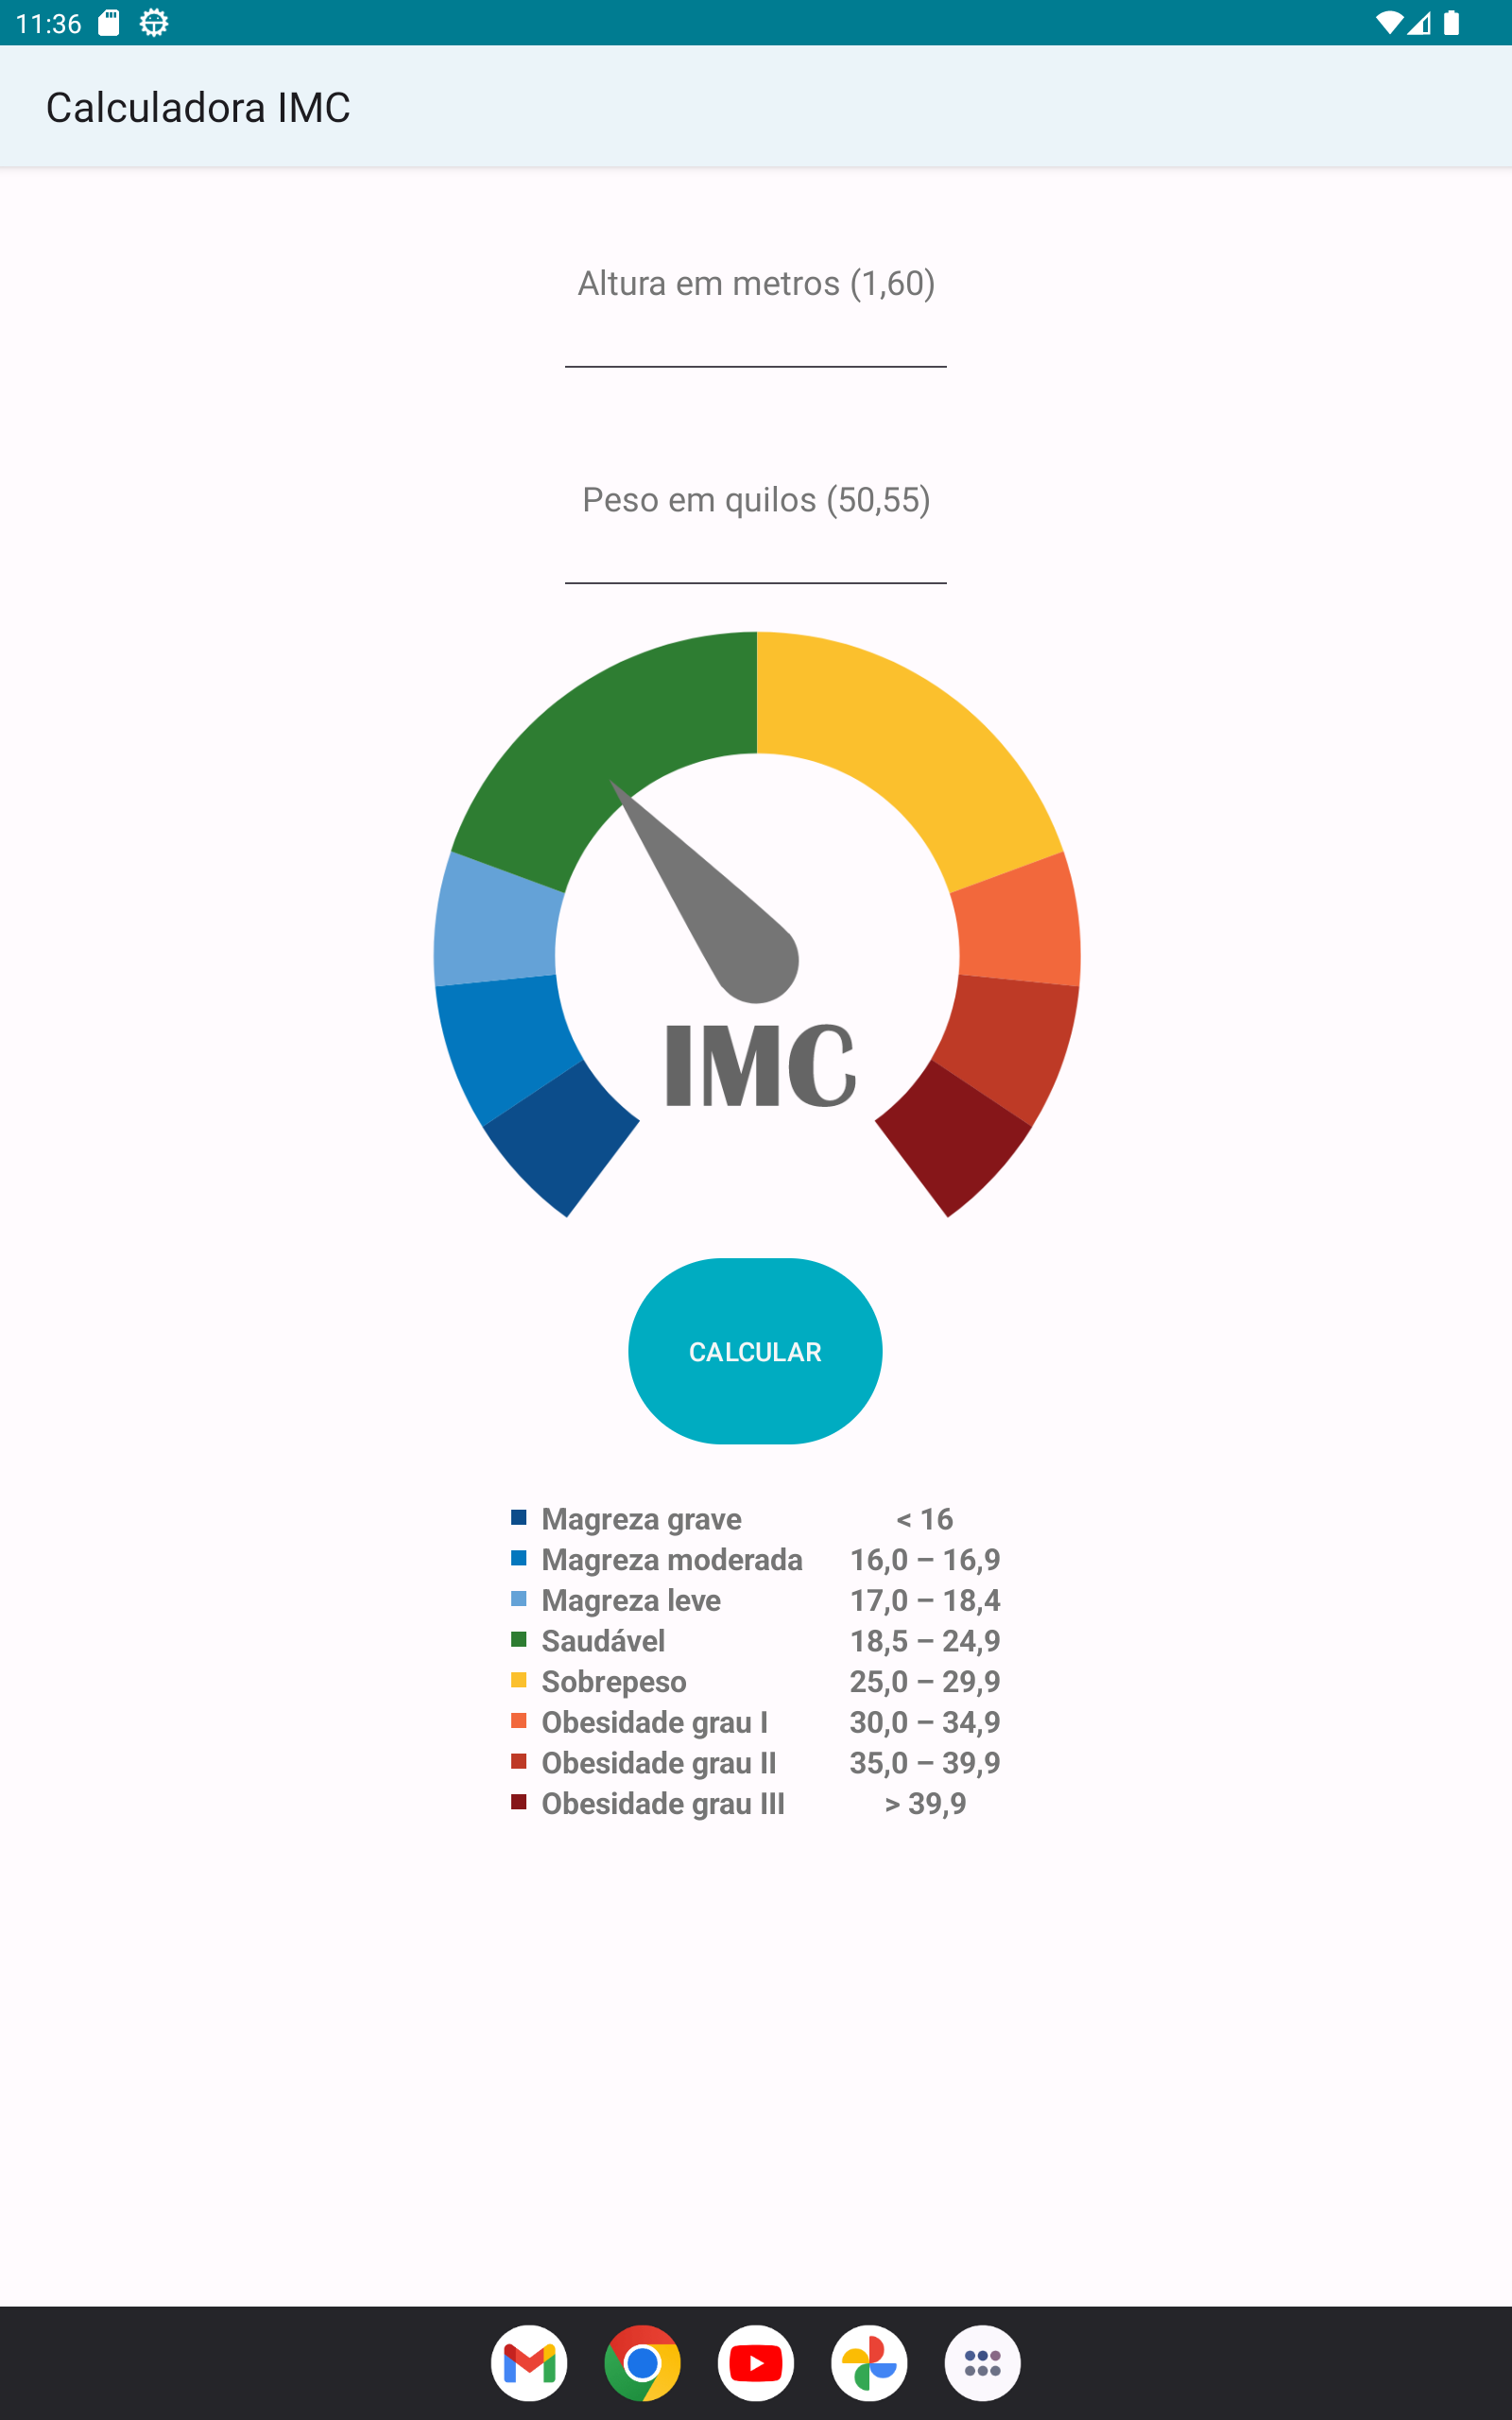 11:36
Calculadora IMC
Altura em metros (1,60)
Peso em quilos (50,55)
IMC
CALCULAR
Magreza grave < 16
Magreza moderada 16,0 – 16,9
Magreza leve 17,0 – 18,4
Saudável 18,5 – 24,9
Sobrepeso 25,0 – 29,9
Obesidade grau I 30,0 – 34,9
Obesidade grau II 35,0 – 39,9
Obesidade grau III > 39,9